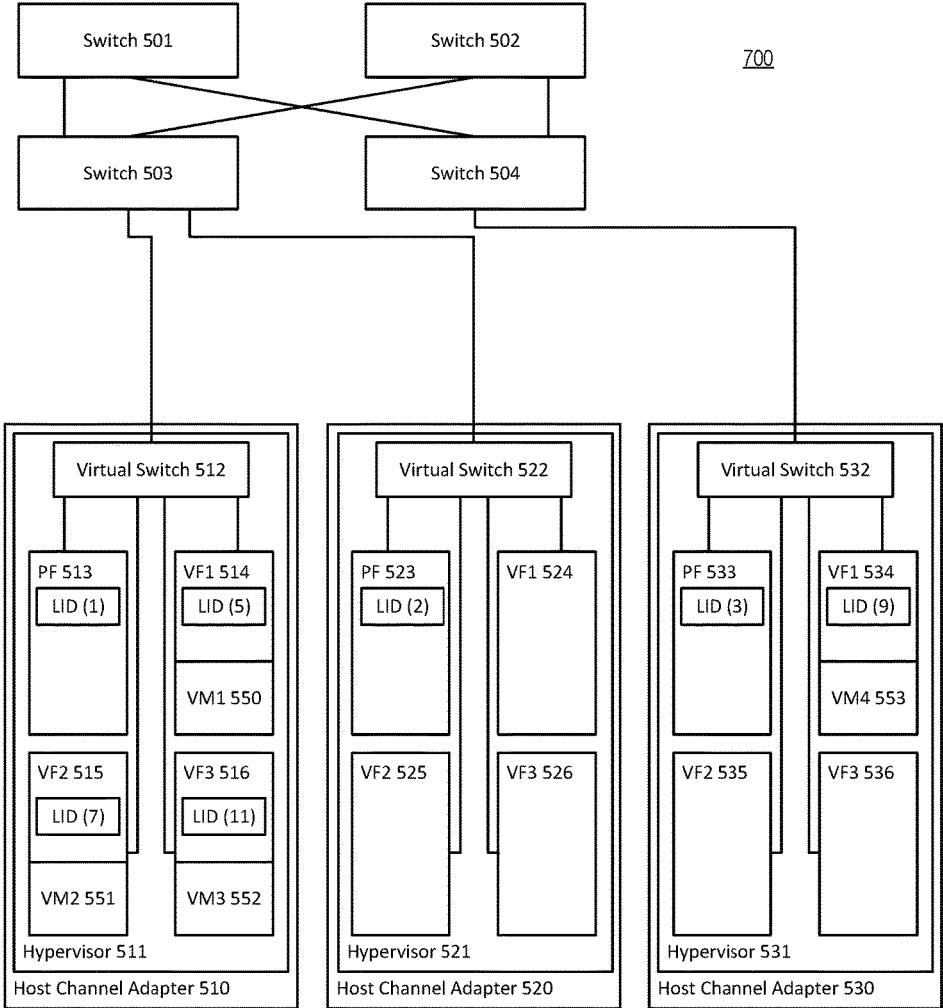 Switch 501
Switch 502
700
Switch 503
Switch 504
Virtual Switch 512
Virtual Switch 522
Virtual Switch 532
PF 513
LID (1)
VF1 514
LID (5)
VM1 550
VF2 515
LID (7)
VM2 551
VF3 516
LID (11)
VM3 552
Hypervisor 511
Host Channel Adapter 510
PF 523
LID (2)
VF1 524
VF2 525
VF3 526
Hypervisor 521
Host Channel Adapter 520
PF 533
LID (3)
VF1 534
LID (9)
VM4 553
VF2 535
VF3 536
Hypervisor 531
Host Channel Adapter 530